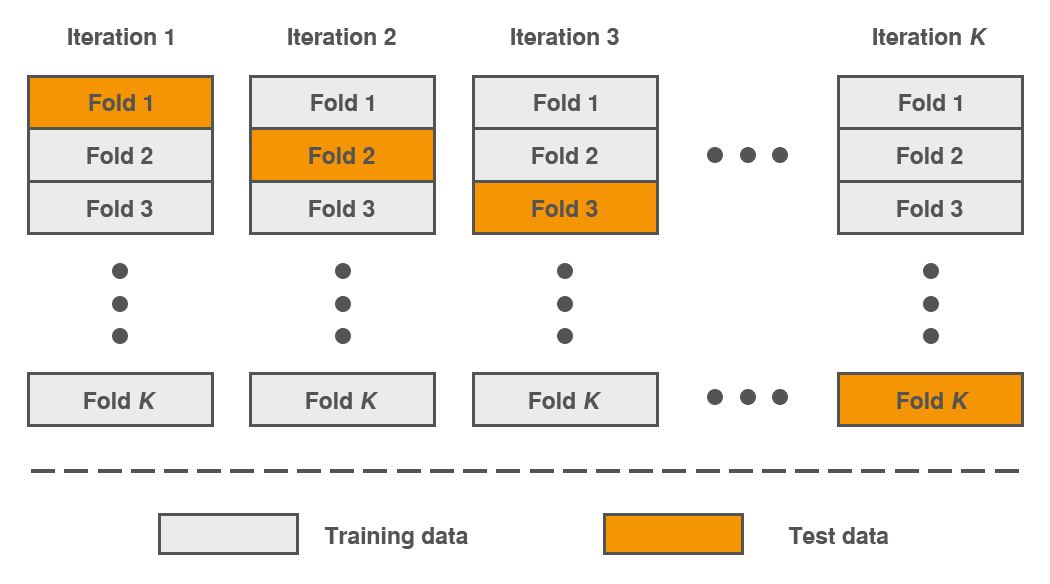 Iteration 1 Iteration 2 Iteration 3 Iteration K
Fold 1 Fold 1 Fold 1 Fold 1
Fold 2 Fold 2 Fold 2 Fold 2
Fold 3 Fold 3 Fold 3 Fold 3
Fold K Fold K Fold K Fold K
Training data Test data